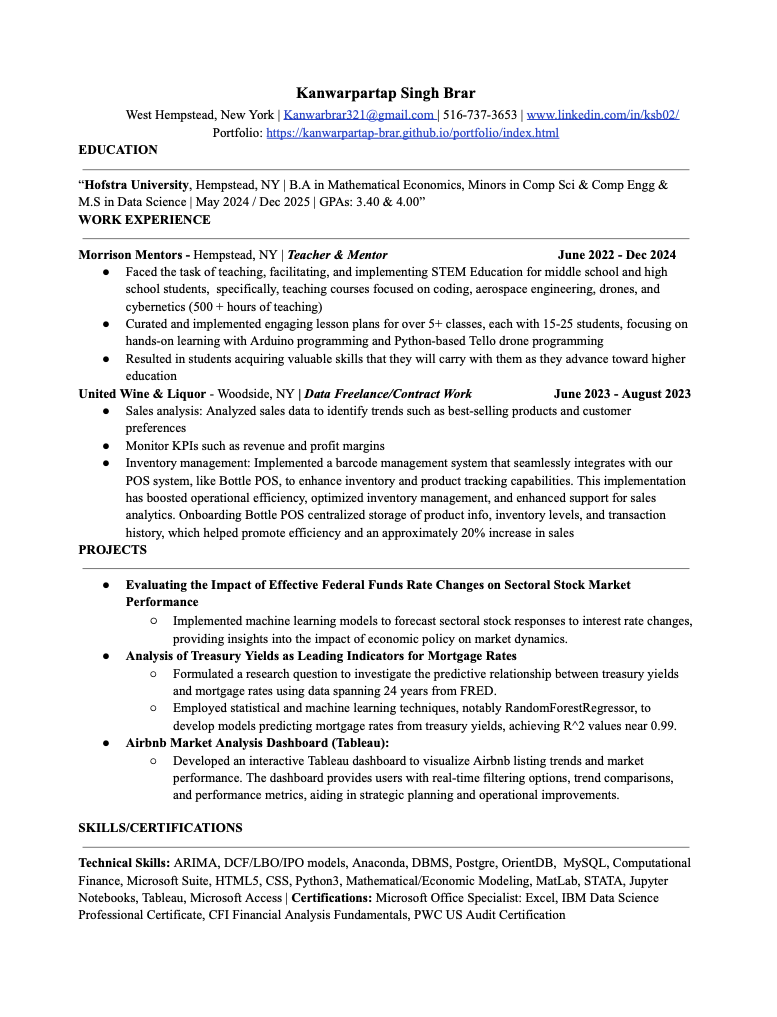 Kanwarpartap Singh Brar
West Hempstead, New York | Kanwarbrar321@gmail.com | 516-737-3653 | www.linkedin.com/in/ksb02/
Portfolio: https://kanwarpartap-brar.github.io/portfolio/index.html
EDUCATION
“Hofstra University, Hempstead, NY | B.A in Mathematical Economics, Minors in Comp Sci & Comp Engg &
M.S in Data Science | May 2024 / Dec 2025 | GPAs: 3.40 & 4.00”
WORK EXPERIENCE
Morrison Mentors - Hempstead, NY | Teacher & Mentor June 2022 - Dec 2024
● Faced the task of teaching, facilitating, and implementing STEM Education for middle school and high
school students, specifically, teaching courses focused on coding, aerospace engineering, drones, and
cybernetics (500 + hours of teaching)
● Curated and implemented engaging lesson plans for over 5+ classes, each with 15-25 students, focusing on
hands-on learning with Arduino programming and Python-based Tello drone programming
● Resulted in students acquiring valuable skills that they will carry with them as they advance toward higher
education
United Wine & Liquor - Woodside, NY | Data Freelance/Contract Work June 2023 - August 2023
● Sales analysis: Analyzed sales data to identify trends such as best-selling products and customer
preferences
● Monitor KPIs such as revenue and profit margins
● Inventory management: Implemented a barcode management system that seamlessly integrates with our
POS system, like Bottle POS, to enhance inventory and product tracking capabilities. This implementation
has boosted operational efficiency, optimized inventory management, and enhanced support for sales
analytics. Onboarding Bottle POS centralized storage of product info, inventory levels, and transaction
history, which helped promote efficiency and an approximately 20% increase in sales
PROJECTS
● Evaluating the Impact of Effective Federal Funds Rate Changes on Sectoral Stock Market
Performance
○ Implemented machine learning models to forecast sectoral stock responses to interest rate changes,
providing insights into the impact of economic policy on market dynamics.
● Analysis of Treasury Yields as Leading Indicators for Mortgage Rates
○ Formulated a research question to investigate the predictive relationship between treasury yields
and mortgage rates using data spanning 24 years from FRED.
○ Employed statistical and machine learning techniques, notably RandomForestRegressor, to
develop models predicting mortgage rates from treasury yields, achieving R^2 values near 0.99.
● Airbnb Market Analysis Dashboard (Tableau):
○ Developed an interactive Tableau dashboard to visualize Airbnb listing trends and market
performance. The dashboard provides users with real-time filtering options, trend comparisons,
and performance metrics, aiding in strategic planning and operational improvements.
SKILLS/CERTIFICATIONS
Technical Skills: ARIMA, DCF/LBO/IPO models, Anaconda, DBMS, Postgre, OrientDB, MySQL, Computational
Finance, Microsoft Suite, HTML5, CSS, Python3, Mathematical/Economic Modeling, MatLab, STATA, Jupyter
Notebooks, Tableau, Microsoft Access | Certifications: Microsoft Office Specialist: Excel, IBM Data Science
Professional Certificate, CFI Financial Analysis Fundamentals, PWC US Audit Certification